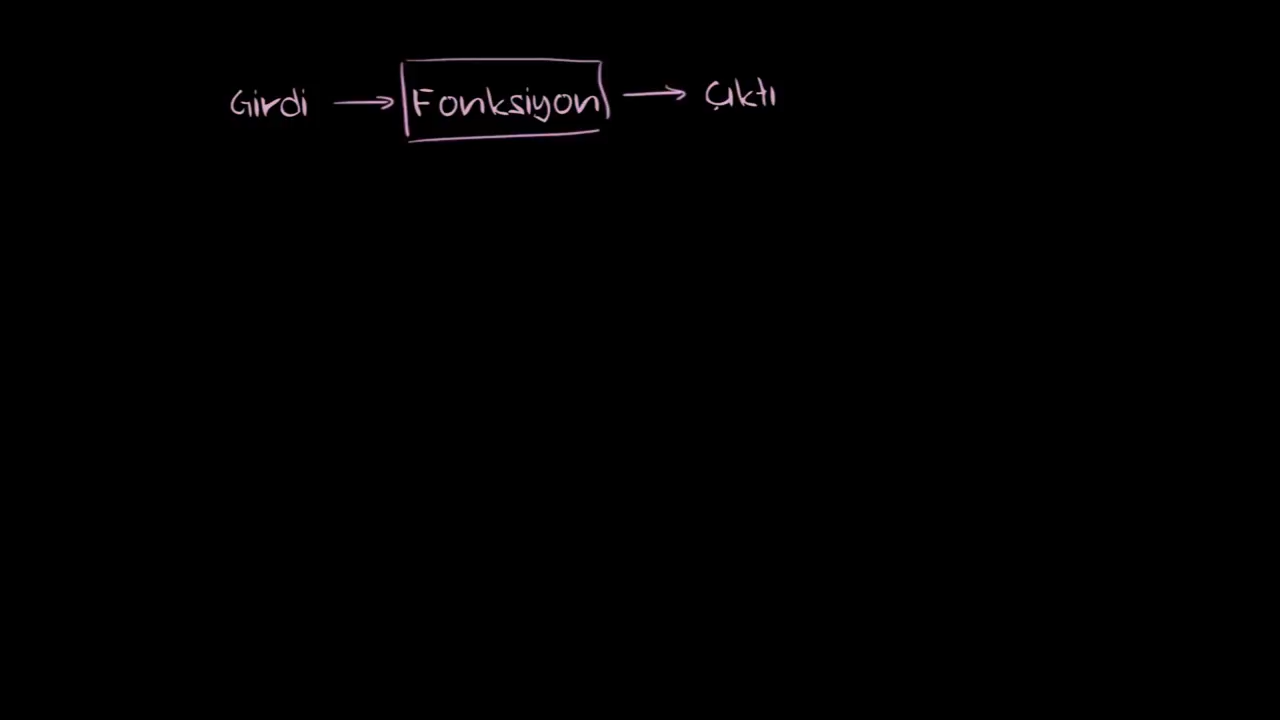 Girdi → Fonksiyon → Çıktı